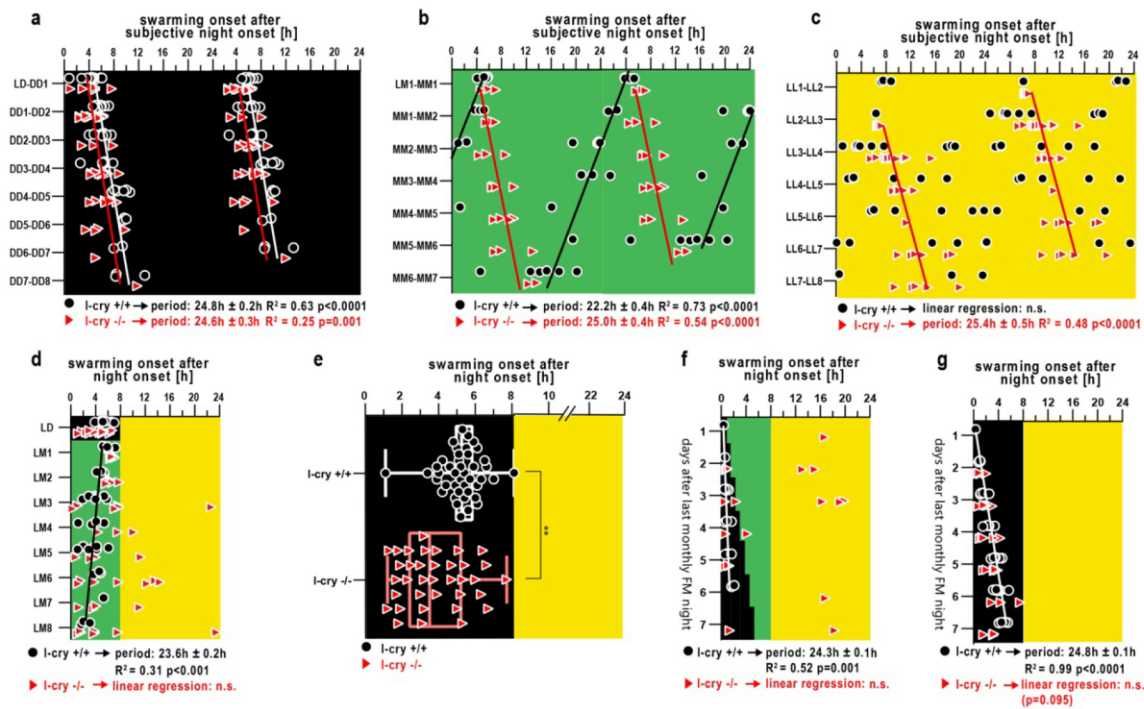 a
swarming onset after
subjective night onset [h]
0 4 8 12 16 20 24 4 8 12 16 20 24
LD-DD1
DD1-DD2
DD2-DD3
DD3-DD4
DD4-DD5
DD5-DD6
DD6-DD7
DD7-DD8
l-cry +/+ → period: 24.8h ± 0.2h R² = 0.63 p<0.0001
l-cry -/- → period: 24.6h ± 0.3h R² = 0.25 p=0.001
b
swarming onset after
subjective night onset [h]
0 4 8 12 16 20 24 4 8 12 16 20 24
LM1-MM1
MM1-MM2
MM2-MM3
MM3-MM4
MM4-MM5
MM5-MM6
MM6-MM7
l-cry +/+ → period: 22.2h ± 0.4h R² = 0.73 p<0.0001
l-cry -/- → period: 25.0h ± 0.4h R² = 0.54 p<0.0001
c
swarming onset after
subjective night onset [h]
0 4 8 12 16 20 24 4 8 12 16 20 24
LL1-LL2
LL2-LL3
LL3-LL4
LL4-LL5
LL5-LL6
LL6-LL7
LL7-LL8
l-cry +/+ → linear regression: n.s.
l-cry -/- → period: 25.4h ± 0.5h R² = 0.48 p<0.0001
d
swarming onset after
night onset [h]
0 4 8 12 16 20 24
LD
LM1
LM2
LM3
LM4
LM5
LM6
LM7
LM8
l-cry +/+ → period: 23.6h ± 0.2h
R² = 0.31 p<0.001
l-cry -/- → linear regression: n.s.
e
swarming onset after
night onset [h]
0 2 4 6 8 10 // 22 24
l-cry +/+
l-cry -/-
**
l-cry +/+
l-cry -/-
f
swarming onset after
night onset [h]
0 4 8 12 16 20 24
days after last monthly FM night
1
2
3
4
5
6
7
l-cry +/+ → period: 24.3h ± 0.1h
R² = 0.52 p=0.001
l-cry -/- → linear regression: n.s.
g
swarming onset after
night onset [h]
0 4 8 12 16 20 24
days after last monthly FM night
1
2
3
4
5
6
7
l-cry +/+ → period: 24.8h ± 0.1h
R² = 0.99 p<0.0001
l-cry -/- → linear regression: n.s.
(p=0.095)